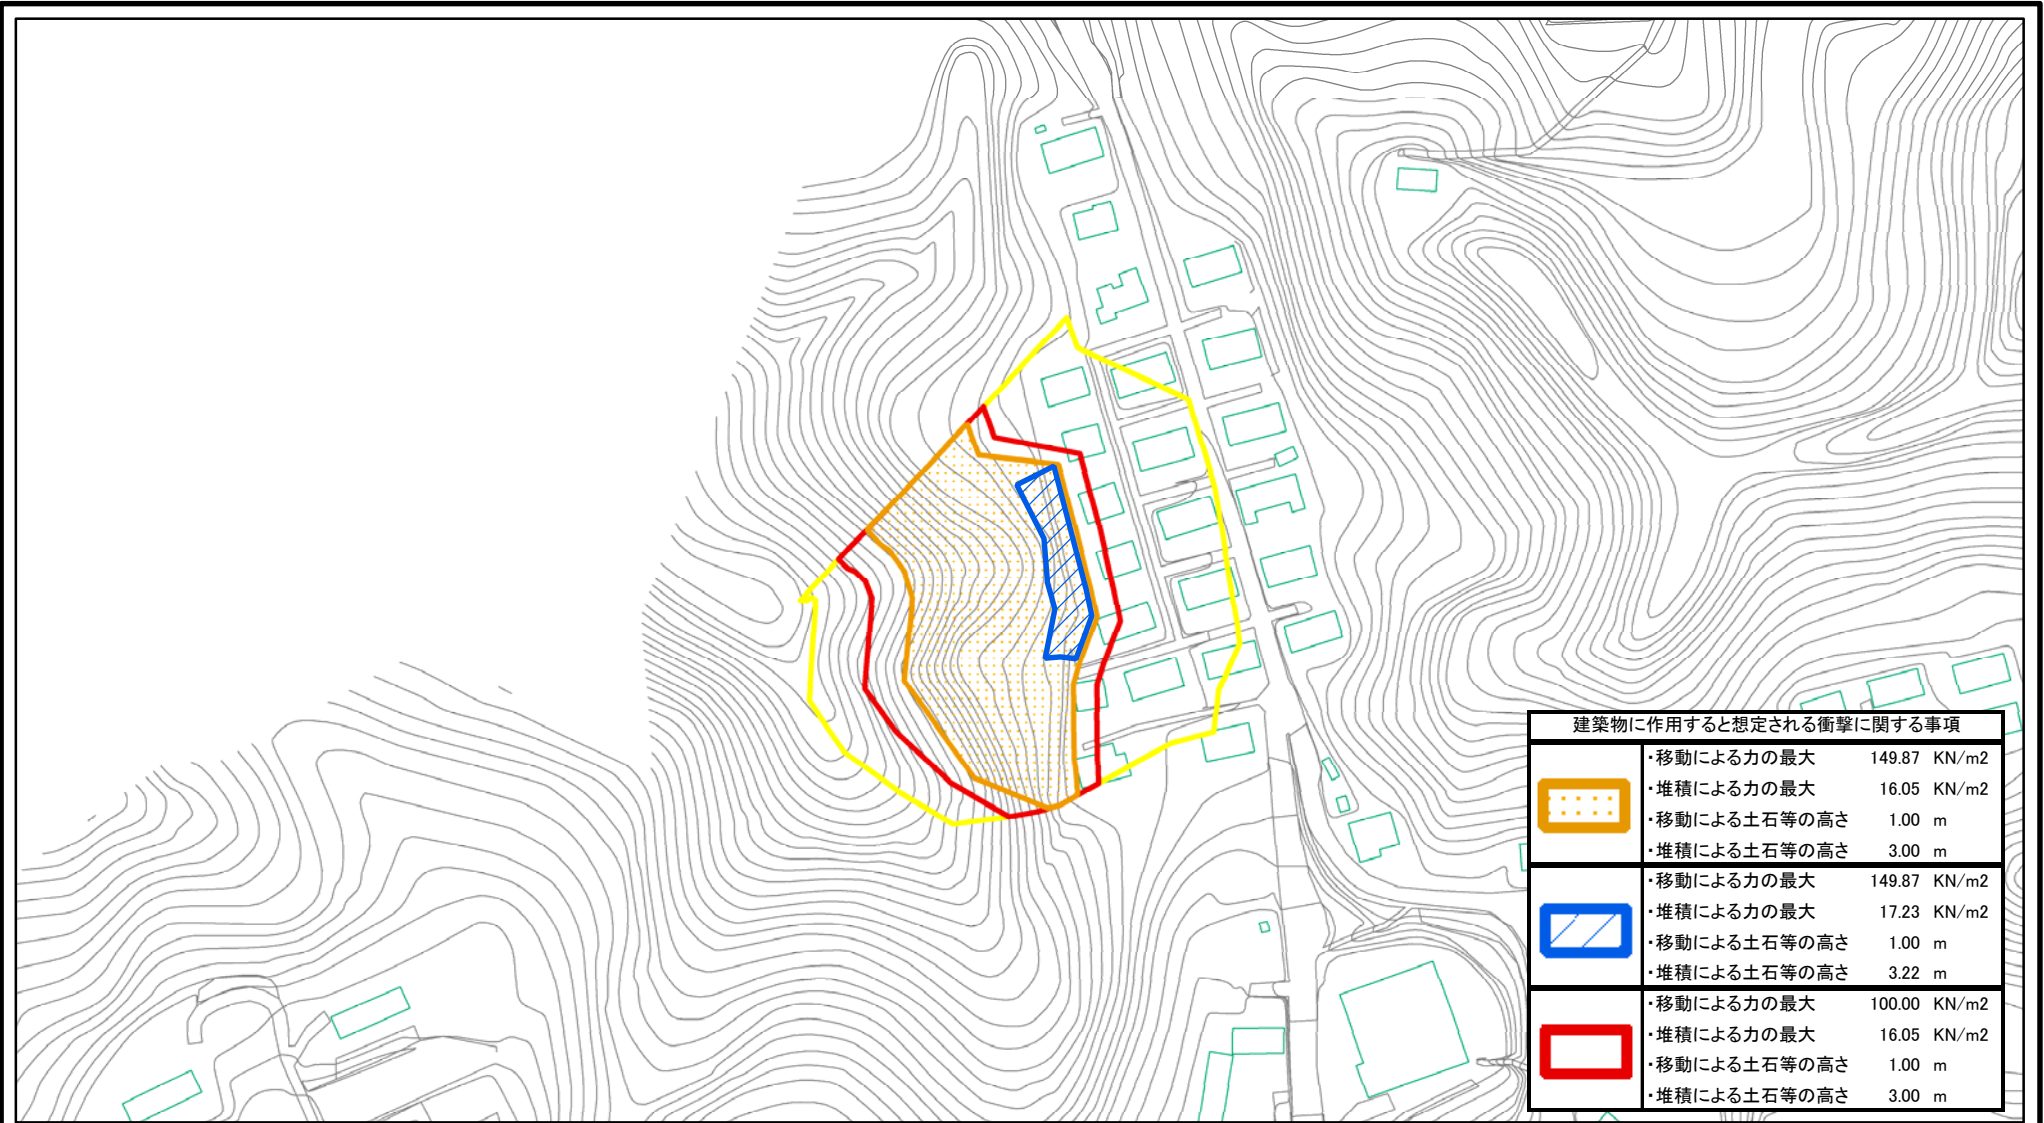 建築物に作用すると想定される衝撃に関する事項
・移動による力の最大 149.87 KN/m2
・堆積による力の最大 16.05 KN/m2
・移動による土石等の高さ 1.00 m
・堆積による土石等の高さ 3.00 m
・移動による力の最大 149.87 KN/m2
・堆積による力の最大 17.23 KN/m2
・移動による土石等の高さ 1.00 m
・堆積による土石等の高さ 3.22 m
・移動による力の最大 100.00 KN/m2
・堆積による力の最大 16.05 KN/m2
・移動による土石等の高さ 1.00 m
・堆積による土石等の高さ 3.00 m